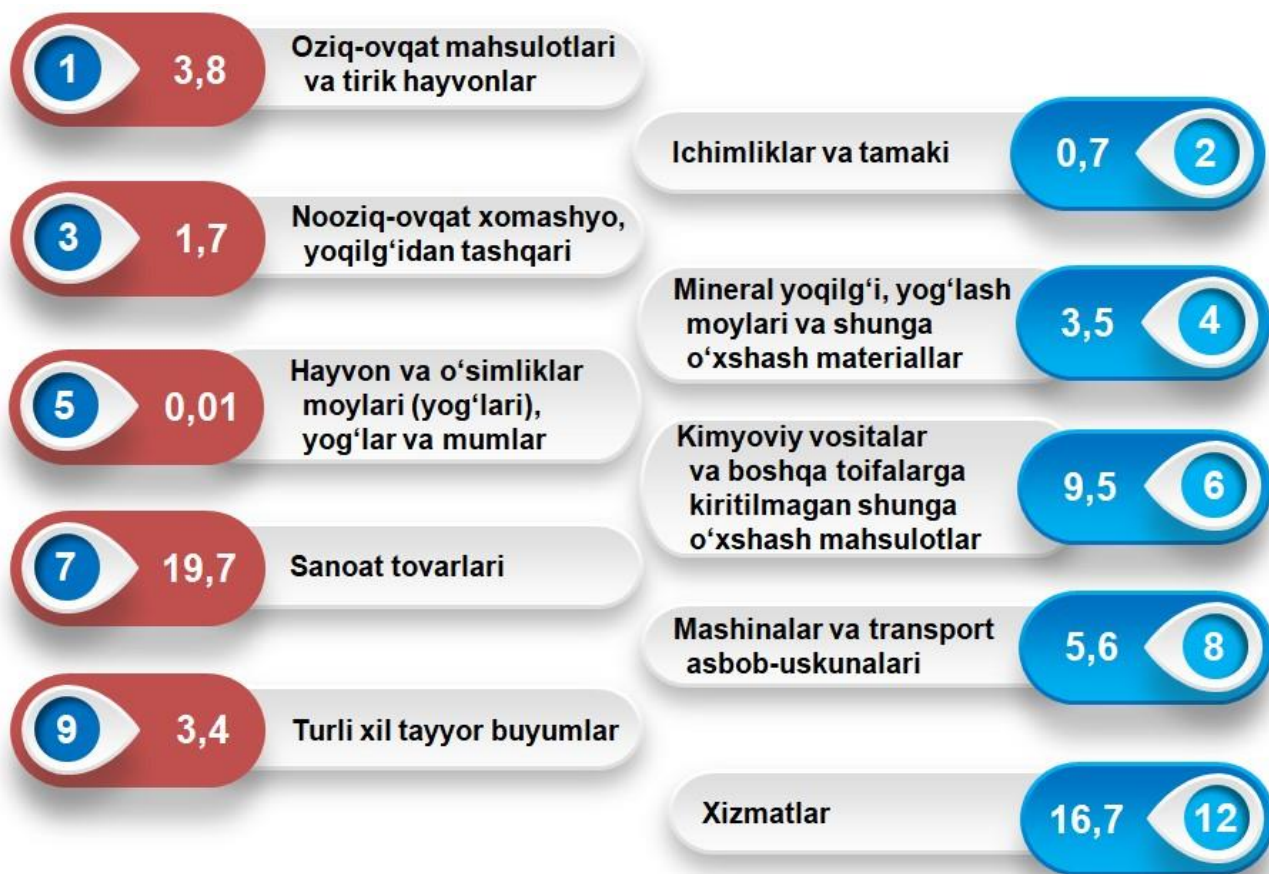 1 3,8 Oziq-ovqat mahsulotlari
va tirik hayvonlar
Ichimliklar va tamaki 0,7 2
3 1,7 Nooziq-ovqat xomashyo,
yoqilg‘idan tashqari
Mineral yoqilg‘i, yog‘lash
moylari va shunga
o‘xshash materiallar
3,5 4
5 0,01 Hayvon va o‘simliklar
moylari (yog‘lari),
yog‘lar va mumlar
Kimyoviy vositalar
va boshqa toifalarga
kiritilmagan shunga
o‘xshash mahsulotlar
9,5 6
7 19,7 Sanoat tovarlari
Mashinalar va transport
asbob-uskunalari
5,6 8
9 3,4 Turli xil tayyor buyumlar
Xizmatlar 16,7 12